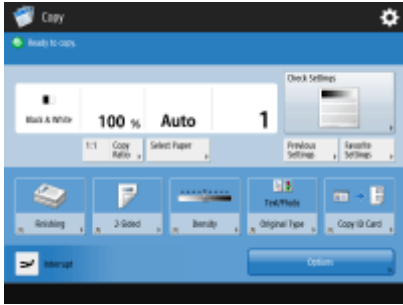 Copy
Ready to copy.
Check Settings
Black & White
100 %
Auto
1
1:1
Copy Ratio
Select Paper
Previous Settings
Favorite Settings
Finishing
2-Sided
Density
Text/Photo
Original Type
Copy ID Card
Interrupt
Options